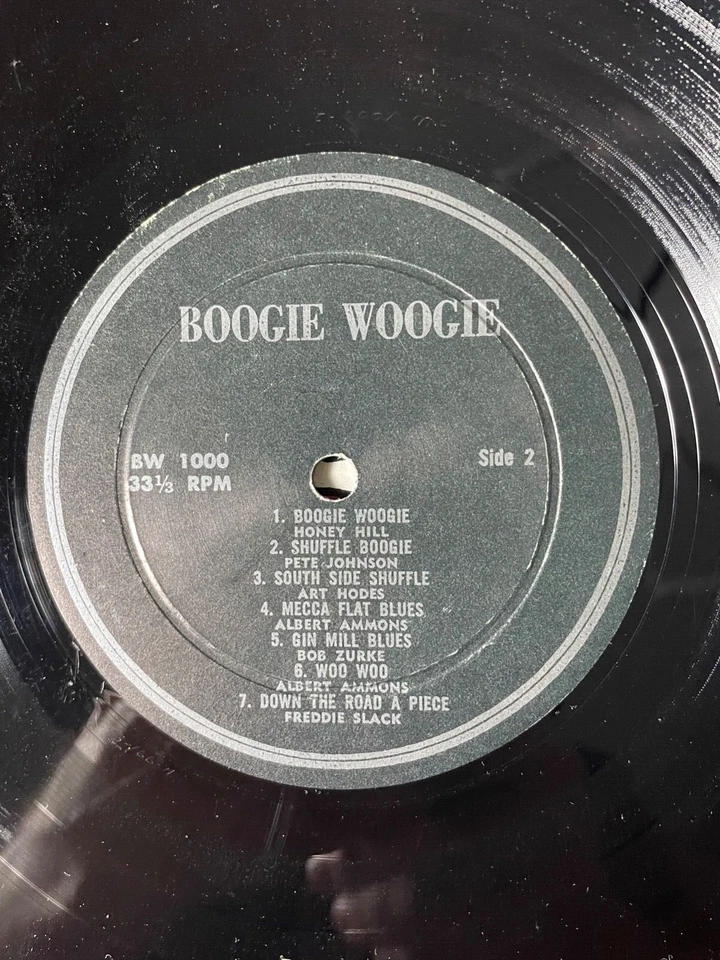 BOOGIE WOOGIE
BW 1000
Side 2
33⅓ RPM
1. BOOGIE WOOGIE
HONEY HILL
2. SHUFFLE BOOGIE
PETE JOHNSON
3. SOUTH SIDE SHUFFLE
ART HODES
4. MECCA FLAT BLUES
ALBERT AMMONS
5. GIN MILL BLUES
BOB ZURKE
6. WOO WOO
ALBERT AMMONS
7. DOWN THE ROAD A PIECE
FREDDIE SLACK